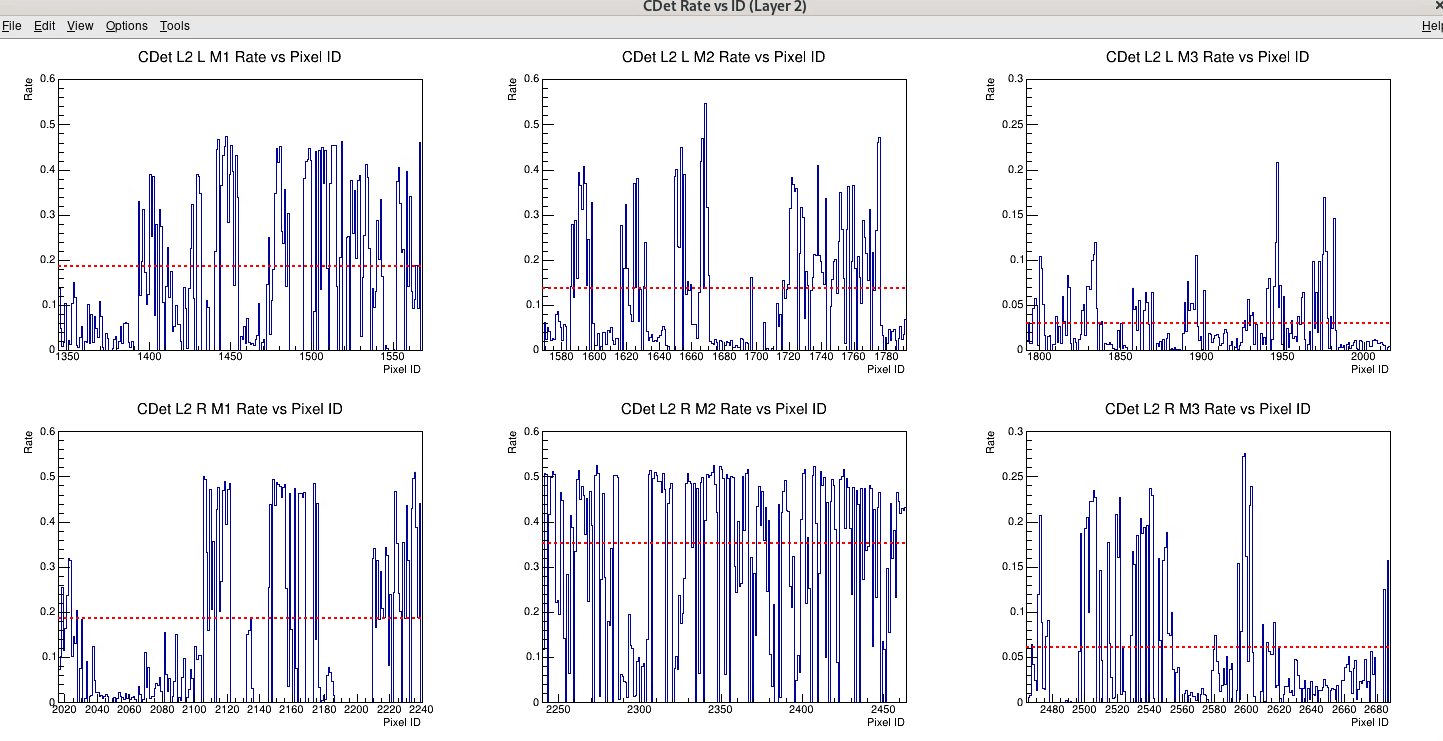 CDet Rate vs ID (Layer 2)
File Edit View Options Tools
CDet L2 L M1 Rate vs Pixel ID
Rate
0.6
0.5
0.4
0.3
0.2
0.1
0
1350 1400 1450 1500 1550
Pixel ID
CDet L2 L M2 Rate vs Pixel ID
Rate
0.6
0.5
0.4
0.3
0.2
0.1
0
1580 1600 1620 1640 1660 1680 1700 1720 1740 1760 1780
Pixel ID
CDet L2 L M3 Rate vs Pixel ID
Rate
0.3
0.25
0.2
0.15
0.1
0.05
0
1800 1850 1900 1950 2000
Pixel ID
CDet L2 R M1 Rate vs Pixel ID
Rate
0.6
0.5
0.4
0.3
0.2
0.1
0
2020 2040 2060 2080 2100 2120 2140 2160 2180 2200 2220 2240
Pixel ID
CDet L2 R M2 Rate vs Pixel ID
Rate
0.6
0.5
0.4
0.3
0.2
0.1
0
2250 2300 2350 2400 2450
Pixel ID
CDet L2 R M3 Rate vs Pixel ID
Rate
0.3
0.25
0.2
0.15
0.1
0.05
0
2480 2500 2520 2540 2560 2580 2600 2620 2640 2660 2680
Pixel ID